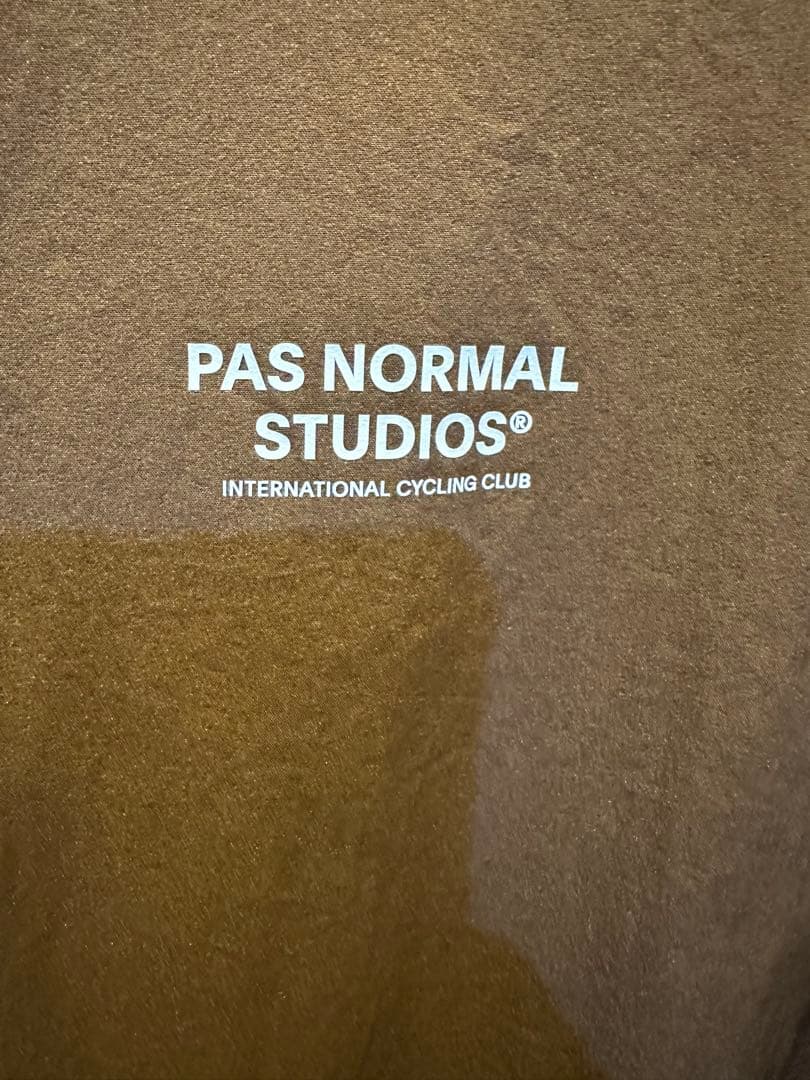 PAS NORMAL
STUDIOS®
INTERNATIONAL CYCLING CLUB